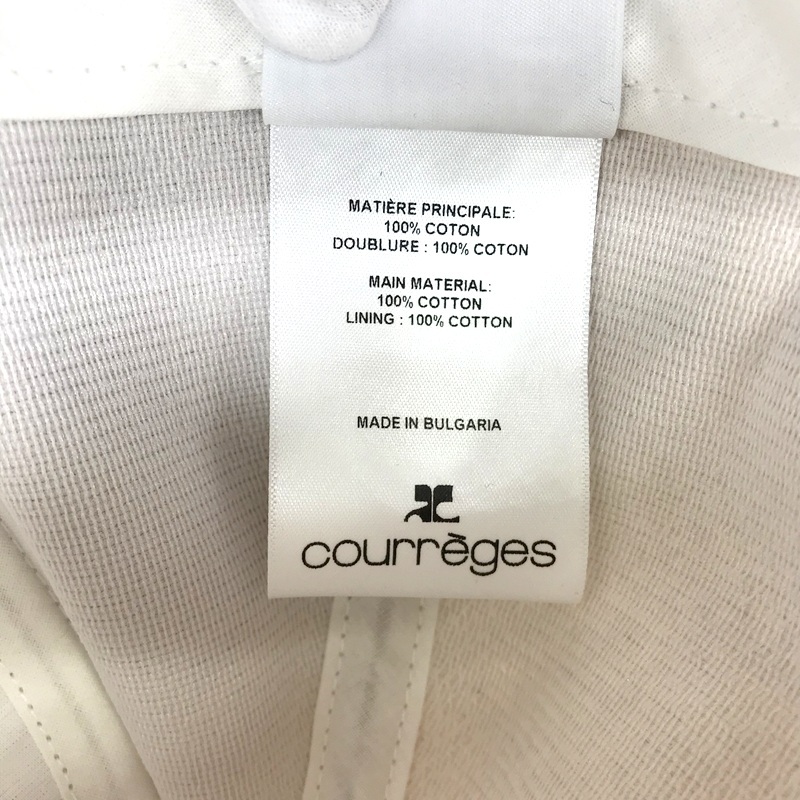 MATIÈRE PRINCIPALE:
100% COTON
DOUBLURE : 100% COTON
MAIN MATERIAL:
100% COTTON
LINING : 100% COTTON
MADE IN BULGARIA
courrèges